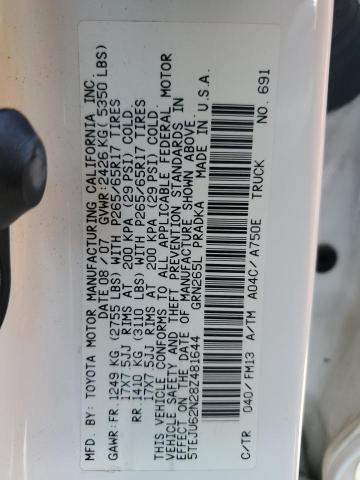 MFD. BY: TOYOTA MOTOR MANUFACTURING CALIFORNIA INC.
DATE 08/07 GVWR:2426 KG( 5350 LBS)
GAWR:FR.1249 KG (2755 LBS) WITH P265/65R17 TIRES
17X7.5JJ RIMS AT 200 KPA (29 PSI) COLD.
RR.1410 KG (3110 LBS) WITH P265/65R17 TIRES
17X7.5JJ RIMS AT 200 KPA (29 PSI) COLD.
THIS VEHICLE CONFORMS TO ALL APPLICABLE FEDERAL MOTOR
VEHICLE SAFETY AND THEFT PREVENTION STANDARDS IN
EFFECT ON THE DATE OF MANUFACTURE SHOWN ABOVE.
5TEJU62N28Z481644 GRN265L PRADKA MADE IN U.S.A.
C/TR 040/FM13 A/TM A04C/ A750E TRUCK NO. 691